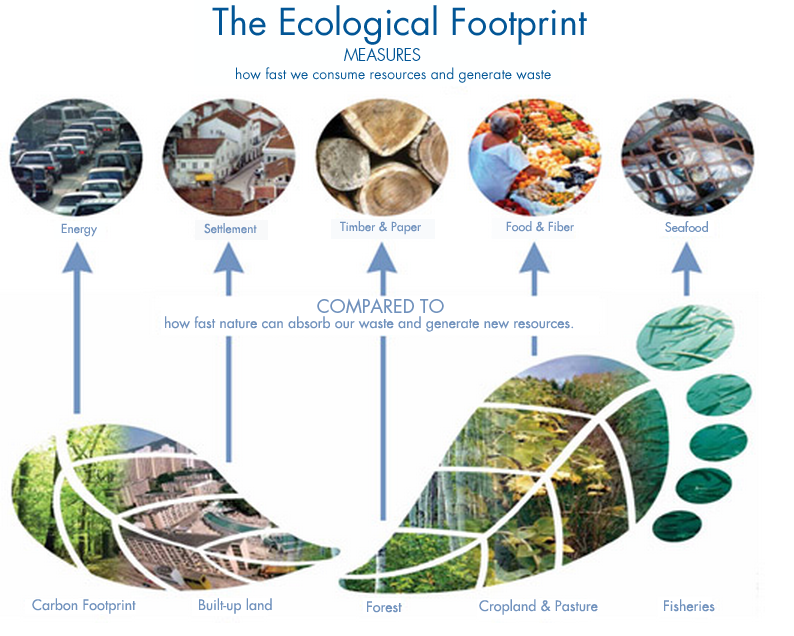 The Ecological Footprint
MEASURES
how fast we consume resources and generate waste
Energy
Settlement
Timber & Paper
Food & Fiber
Seafood
COMPARED TO
how fast nature can absorb our waste and generate new resources.
Carbon Footprint
Built-up land
Forest
Cropland & Pasture
Fisheries